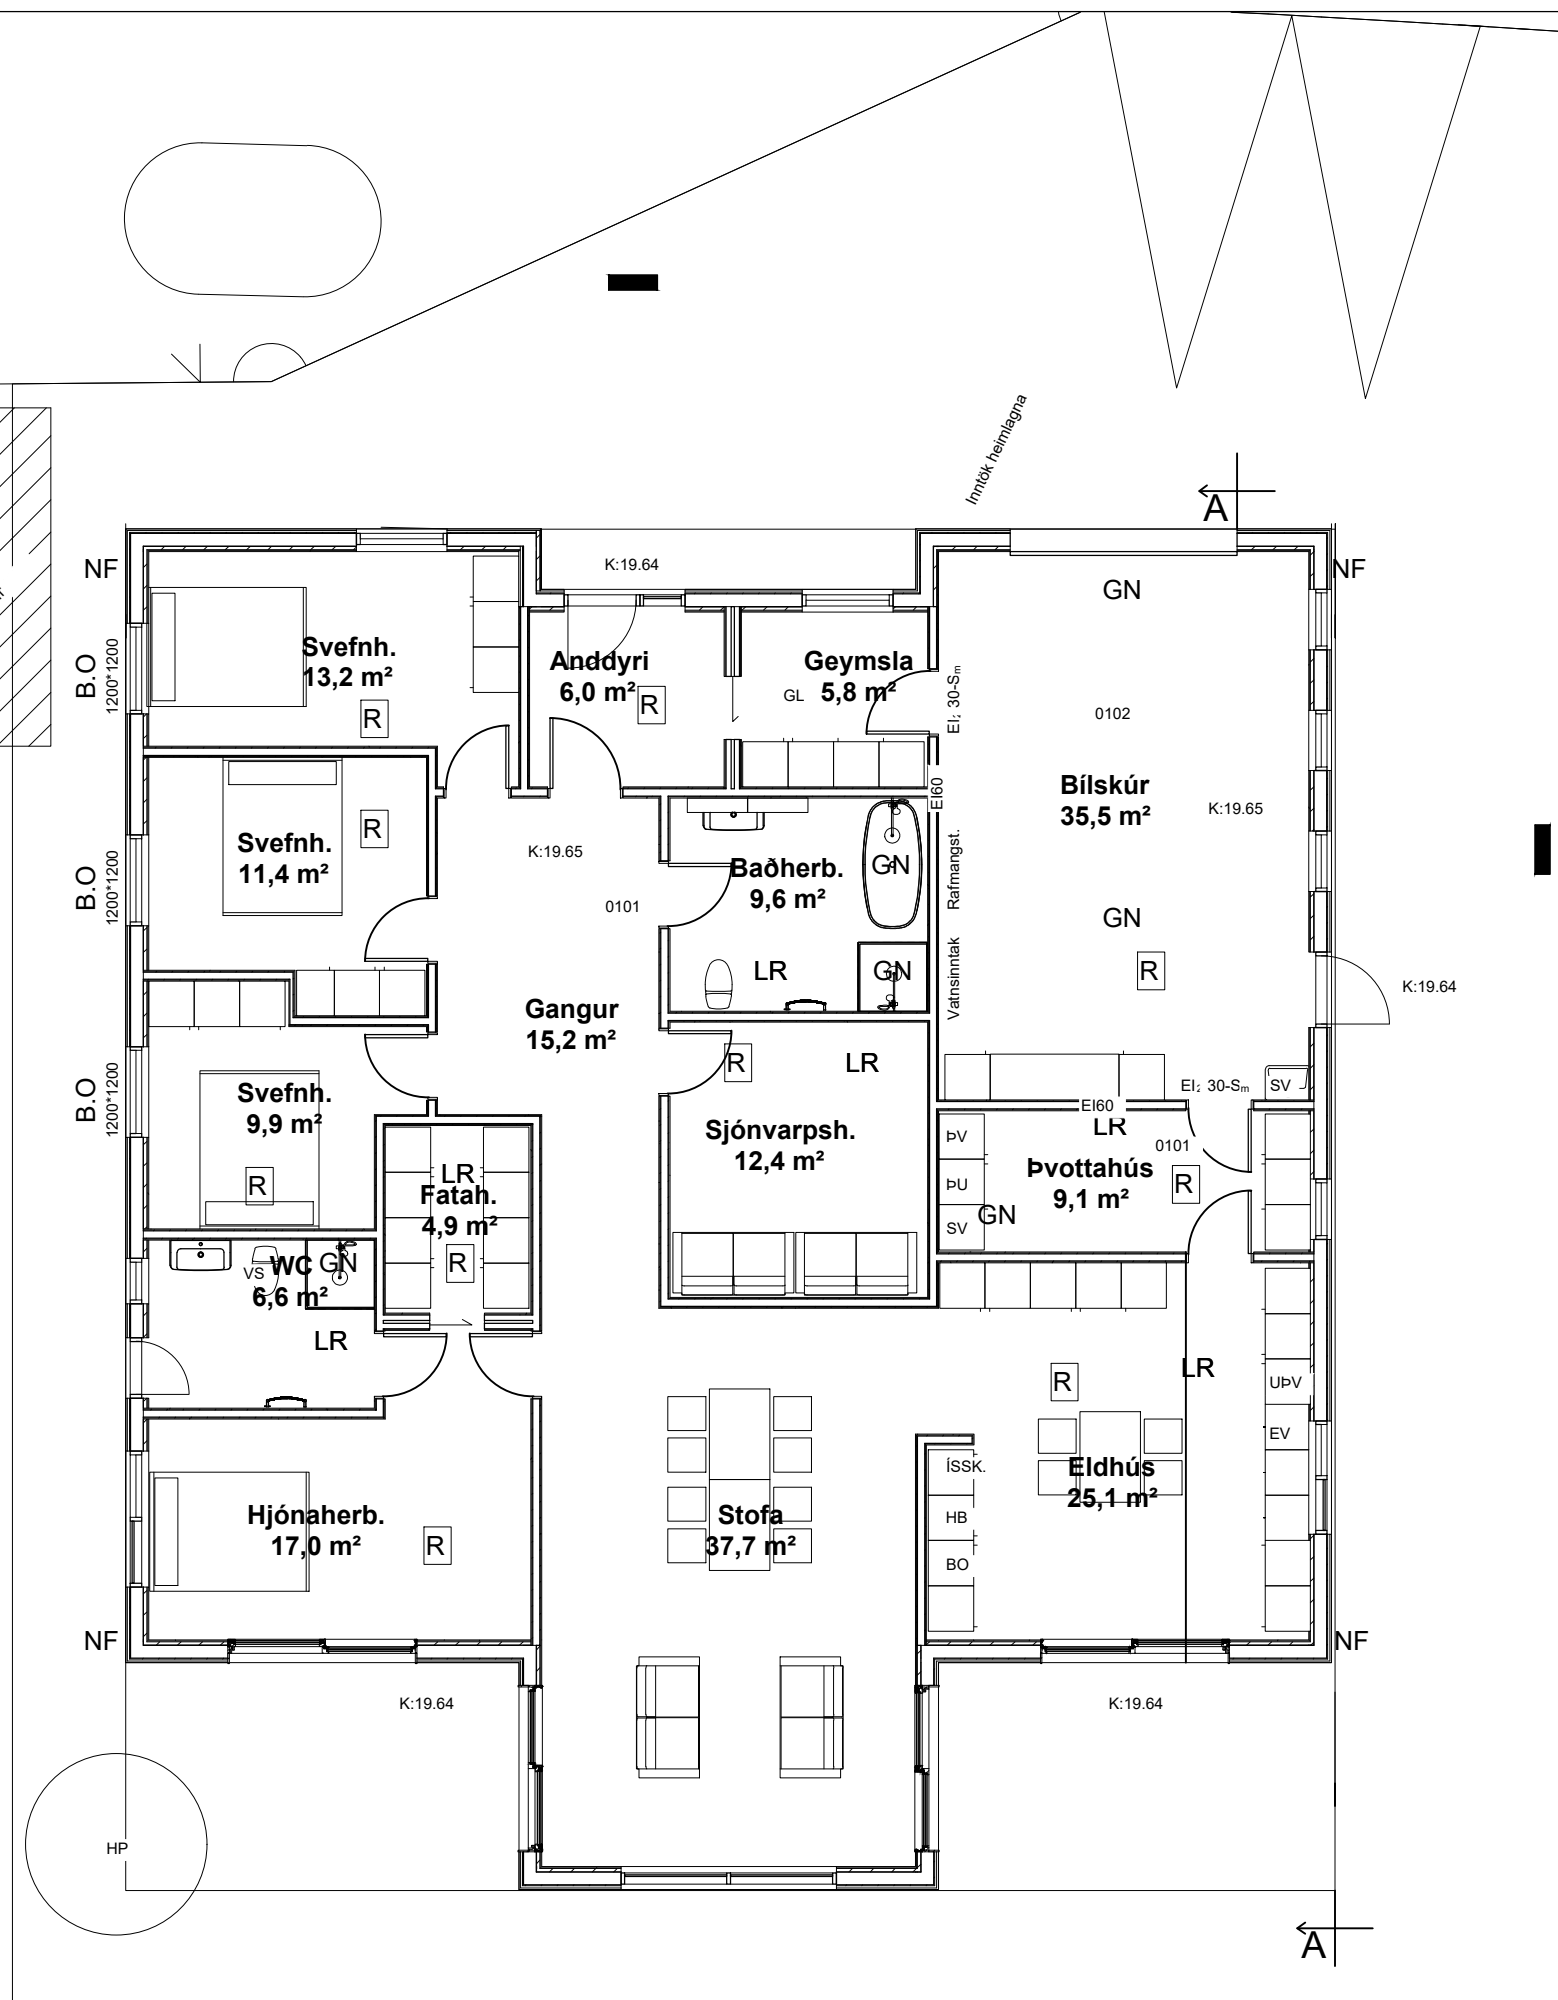 Inntök heimlagna
A
NF
K:19.64
NF
GN
B.O
1200*1200
Svefnh.
13,2 m²
R
Anddyri
6,0 m²
R
Geymsla
GL
5,8 m²
EI₂ 30-Sₘ
0102
EI60
Bílskúr
35,5 m²
K:19.65
B.O
1200*1200
Svefnh.
11,4 m²
R
K:19.65
0101
Baðherb.
9,6 m²
GN
LR
GN
Rafmangst.
Vatnsinntak
GN
R
K:19.64
Gangur
15,2 m²
B.O
1200*1200
Svefnh.
9,9 m²
R
R
LR
Sjónvarpsh.
12,4 m²
EI₂ 30-Sₘ
SV
EI60
LR
0101
ÞV
ÞU
SV
Þvottahús
9,1 m²
R
GN
LR
Fatah.
4,9 m²
R
VS
WC
6,6 m²
GN
LR
R
LR
UÞV
EV
ÍSSK.
HB
BO
Eldhús
25,1 m²
Hjónaherb.
17,0 m²
R
Stofa
37,7 m²
NF
NF
K:19.64
K:19.64
HP
A